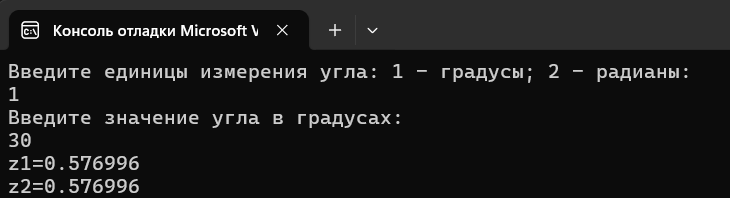 Консоль отладки Microsoft V
Введите единицы измерения угла: 1 - градусы; 2 - радианы:
1
Введите значение угла в градусах:
30
z1=0.576996
z2=0.576996